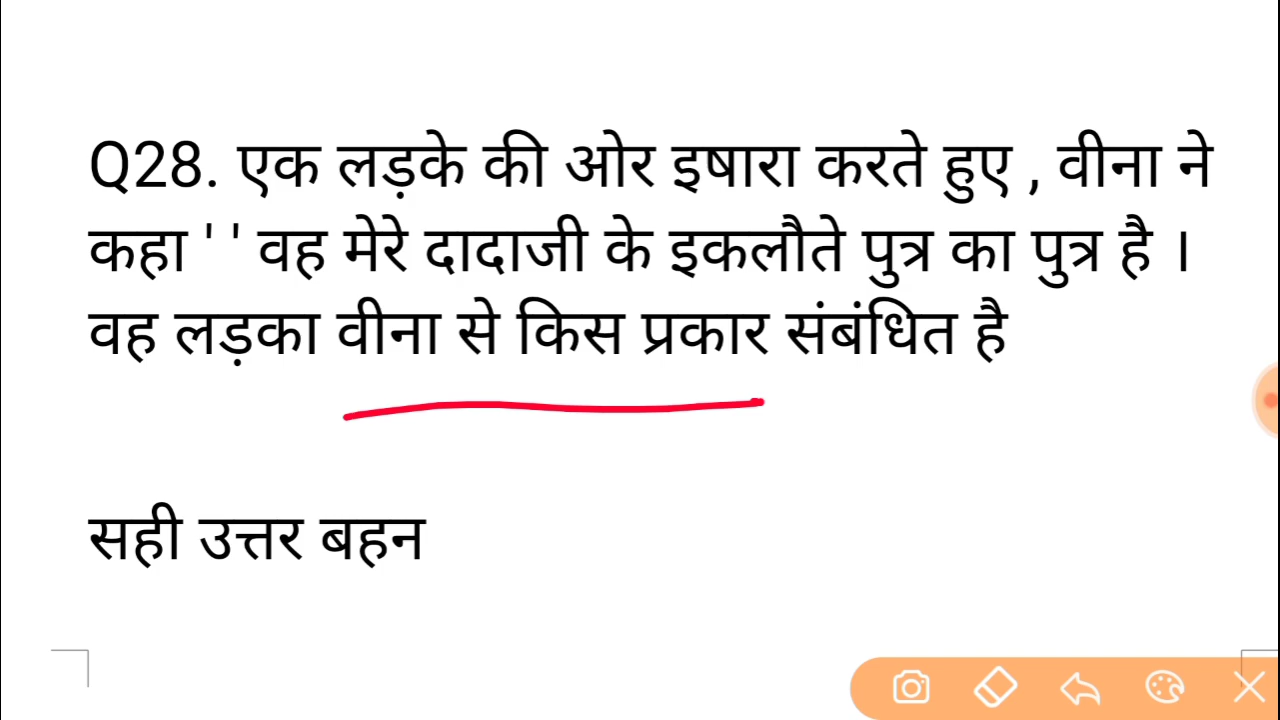 Q28. एक लड़के की ओर इषारा करते हुए , वीना ने
कहा ' ' वह मेरे दादाजी के इकलौते पुत्र का पुत्र है ।
वह लड़का वीना से किस प्रकार संबंधित है
सही उत्तर बहन